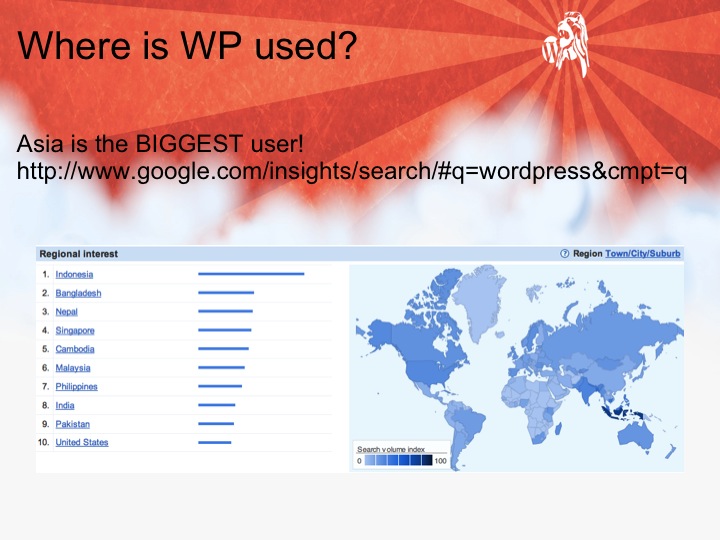 Where is WP used?
Asia is the BIGGEST user!
http://www.google.com/insights/search/#q=wordpress&cmpt=q
Regional interest
? Region Town/City/Suburb
1. Indonesia
2. Bangladesh
3. Nepal
4. Singapore
5. Cambodia
6. Malaysia
7. Philippines
8. India
9. Pakistan
10. United States
Search volume index
0 100